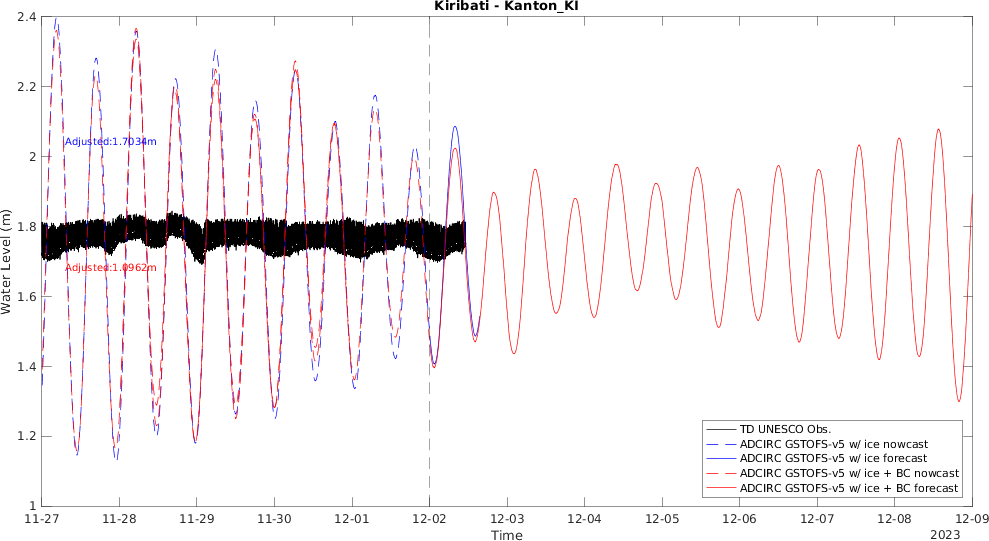 Kiribati - Kanton_KI
2.4
2.2
2
1.8
1.6
1.4
1.2
1
Water Level (m)
Adjusted:1.7034m
Adjusted:1.0962m
TD UNESCO Obs.
ADCIRC GSTOFS-v5 w/ ice nowcast
ADCIRC GSTOFS-v5 w/ ice forecast
ADCIRC GSTOFS-v5 w/ ice + BC nowcast
ADCIRC GSTOFS-v5 w/ ice + BC forecast
11-27 11-28 11-29 11-30 12-01 12-02 12-03 12-04 12-05 12-06 12-07 12-08 12-09
Time
2023